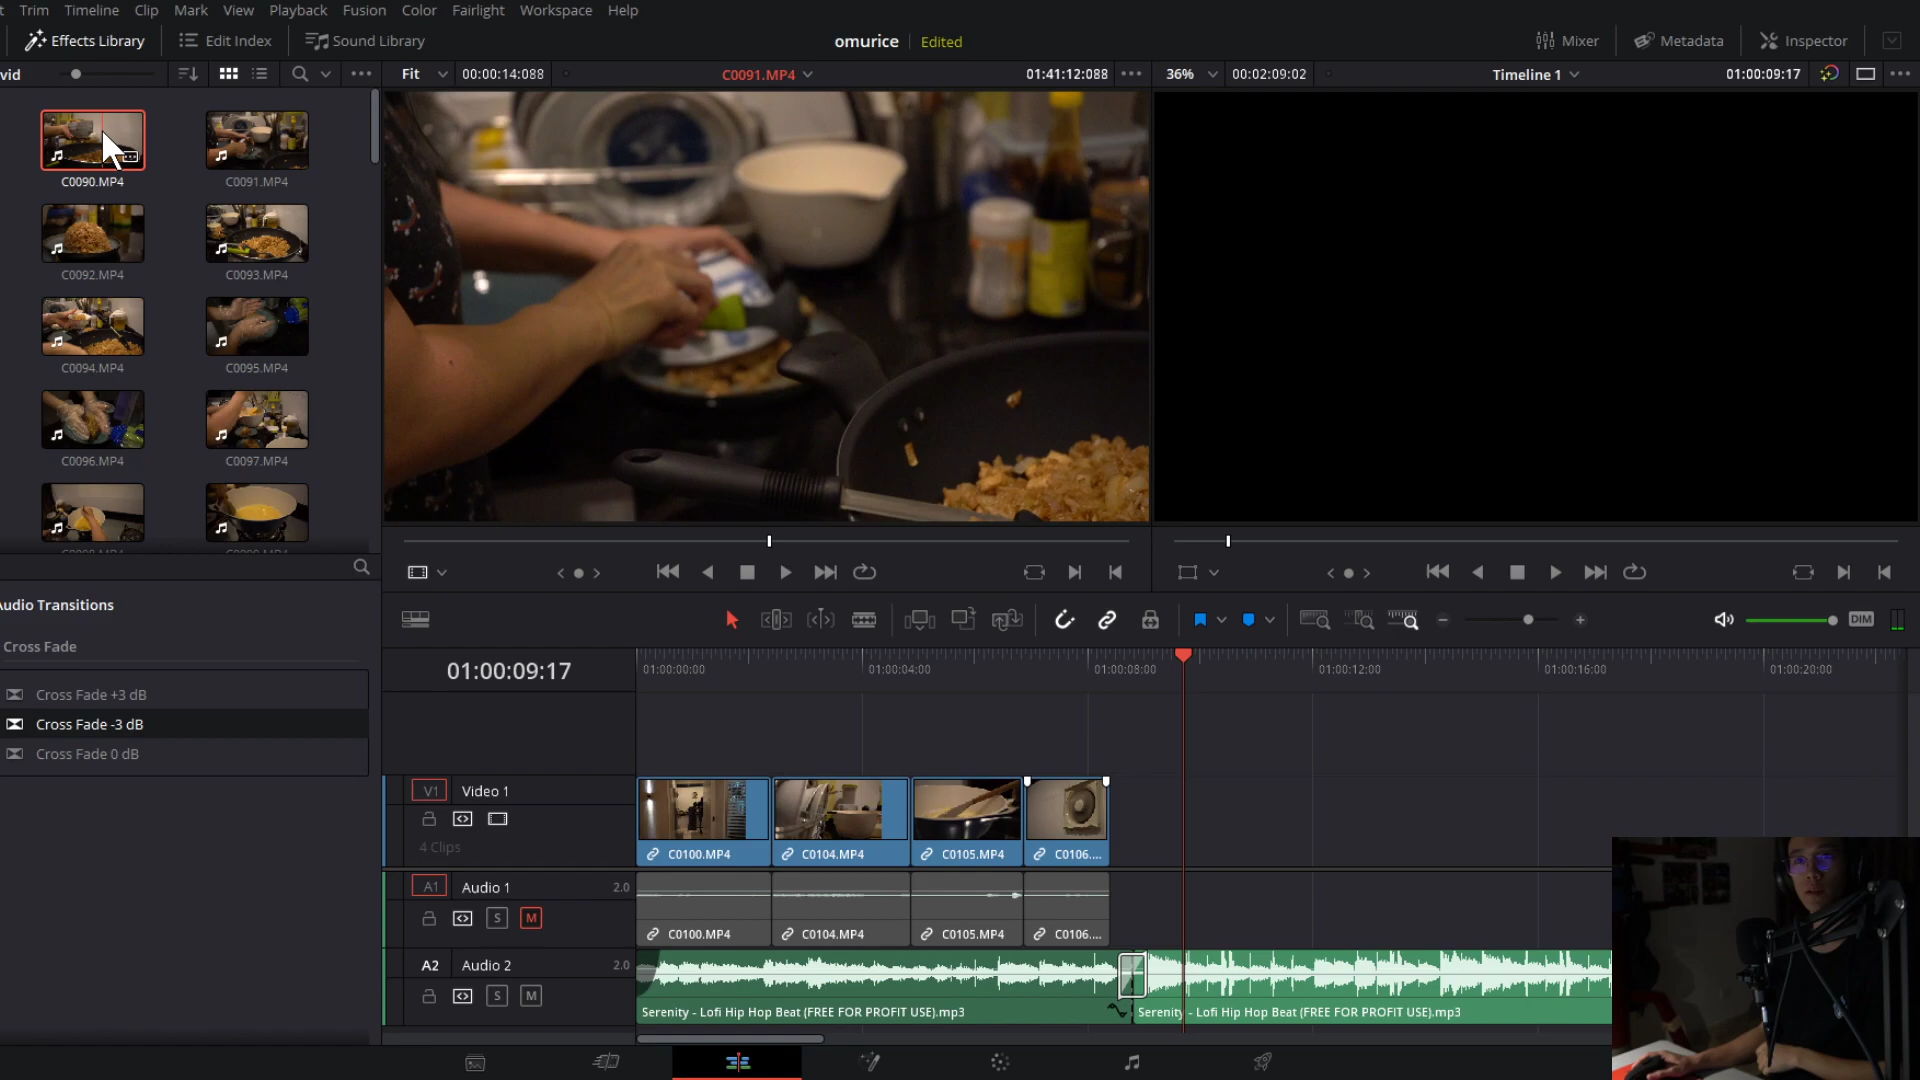 Trim Timeline Clip Mark View Playback Fusion Color Fairlight Workspace Help
Effects Library Edit Index Sound Library omurice Edited Mixer Metadata Inspector
vid Fit 00:00:14:088 C0091.MP4 01:41:12:088 36% 00:02:09:02 Timeline 1 01:00:09:17
C0090.MP4 C0091.MP4
C0092.MP4 C0093.MP4
C0094.MP4 C0095.MP4
C0096.MP4 C0097.MP4
Audio Transitions
Cross Fade
Cross Fade +3 dB
Cross Fade -3 dB
Cross Fade 0 dB
DIM
01:00:09:17 01:00:00:00 01:00:04:00 01:00:08:00 01:00:12:00 01:00:16:00 01:00:20:00
V1 Video 1
4 Clips
C0100.MP4 C0104.MP4 C0105.MP4 C0106....
A1 Audio 1 2.0
S M
C0100.MP4 C0104.MP4 C0105.MP4 C0106....
A2 Audio 2 2.0
S M
Serenity - Lofi Hip Hop Beat (FREE FOR PROFIT USE).mp3 Serenity - Lofi Hip Hop Beat (FREE FOR PROFIT USE).mp3